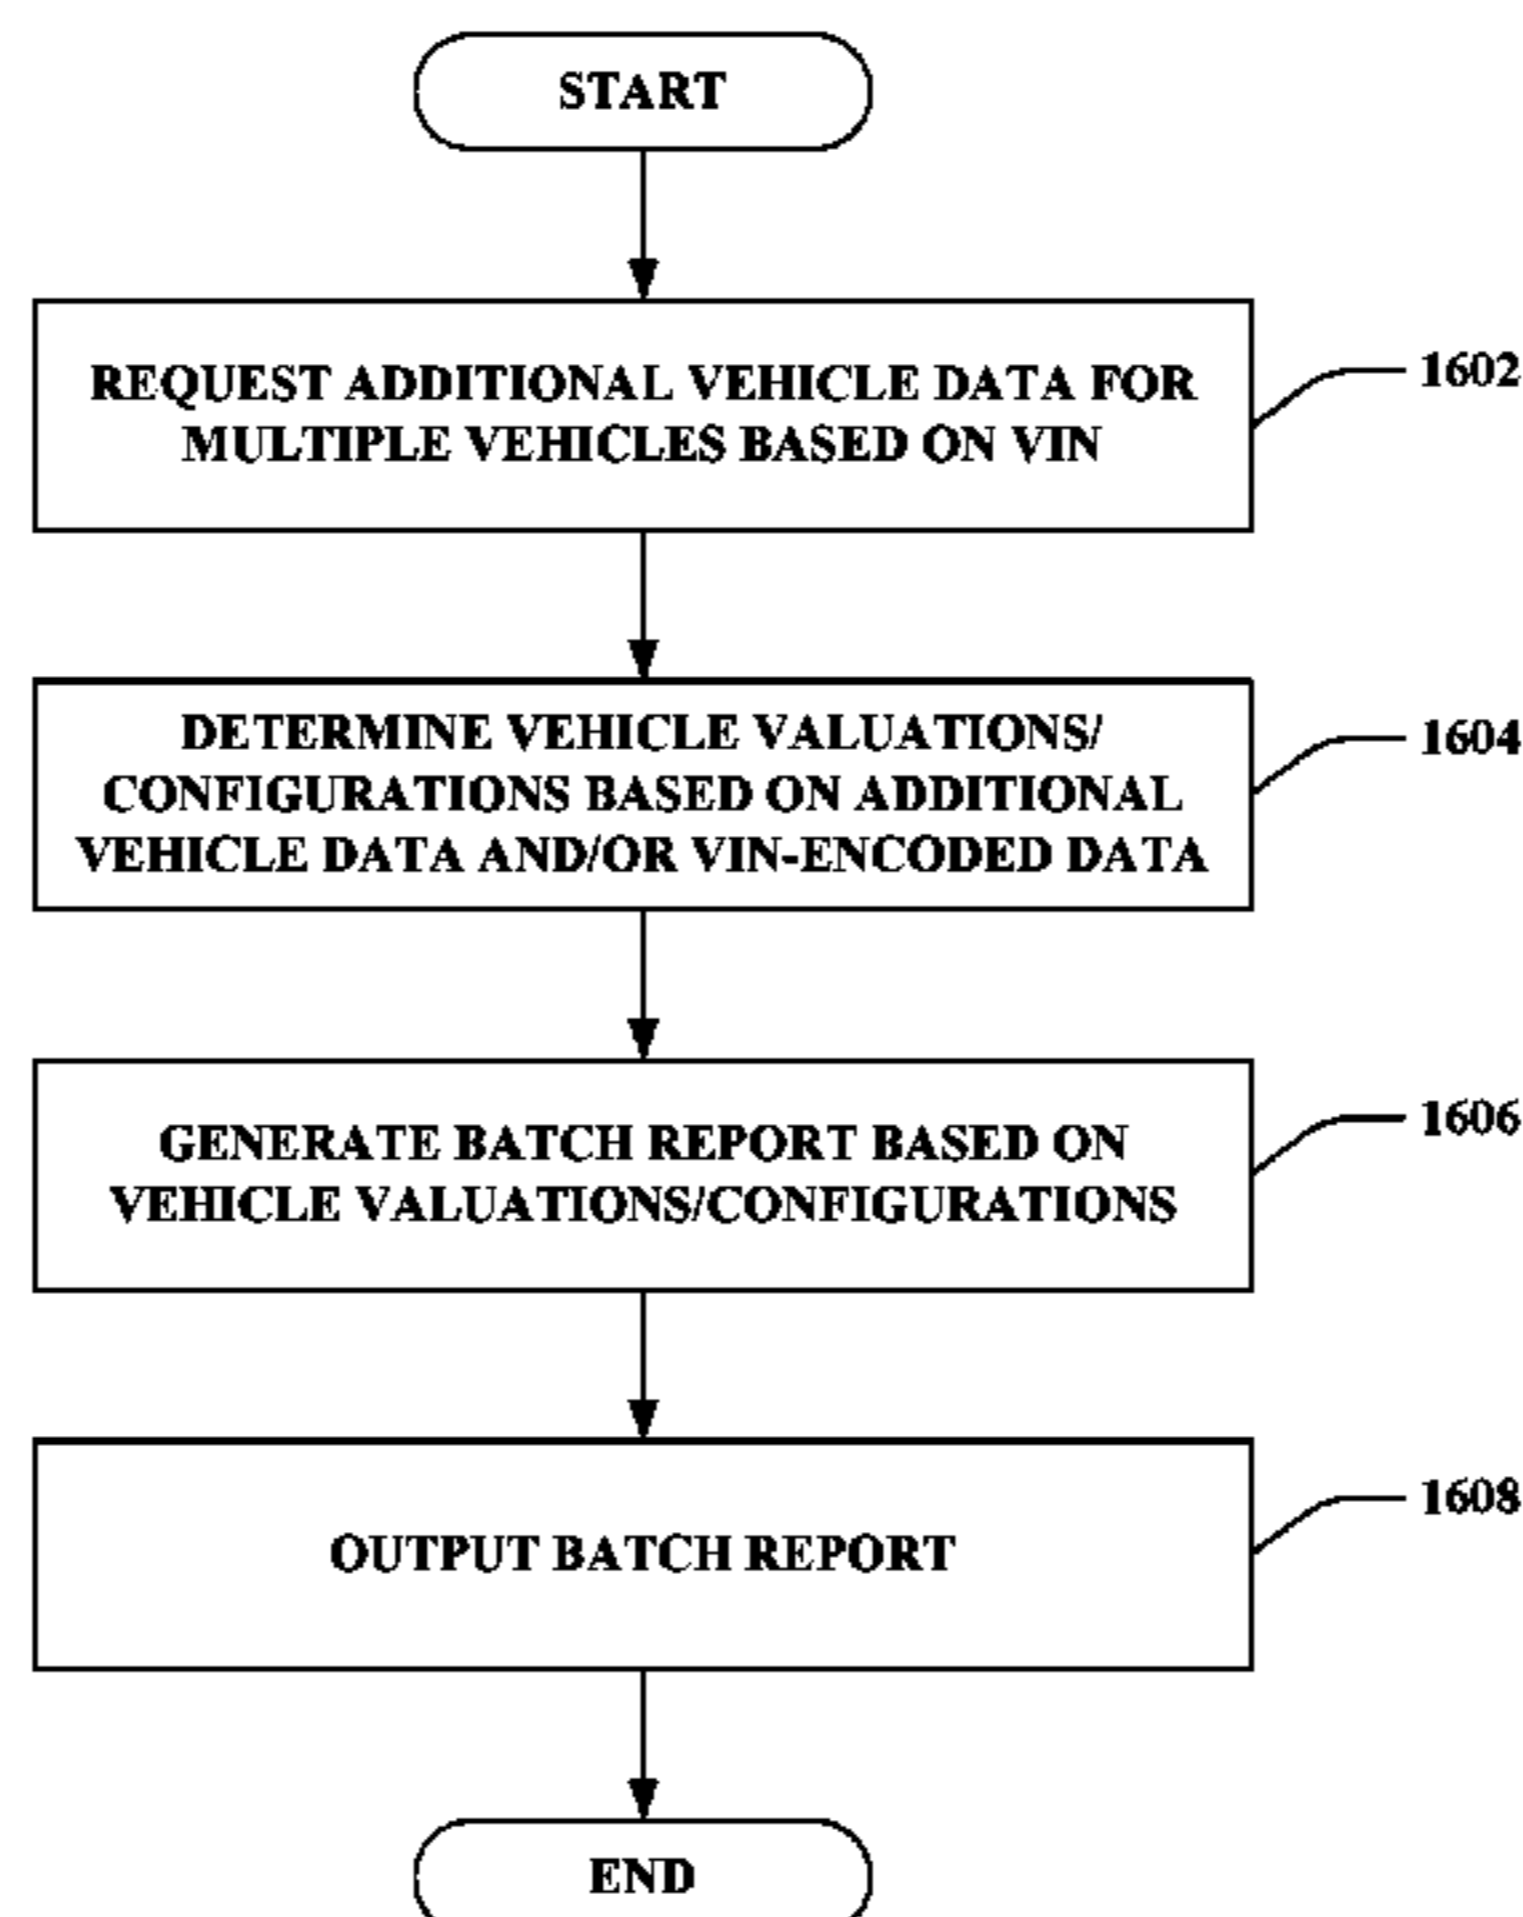 START
REQUEST ADDITIONAL VEHICLE DATA FOR
MULTIPLE VEHICLES BASED ON VIN
1602
DETERMINE VEHICLE VALUATIONS/
CONFIGURATIONS BASED ON ADDITIONAL
VEHICLE DATA AND/OR VIN-ENCODED DATA
1604
GENERATE BATCH REPORT BASED ON
VEHICLE VALUATIONS/CONFIGURATIONS
1606
OUTPUT BATCH REPORT
1608
END